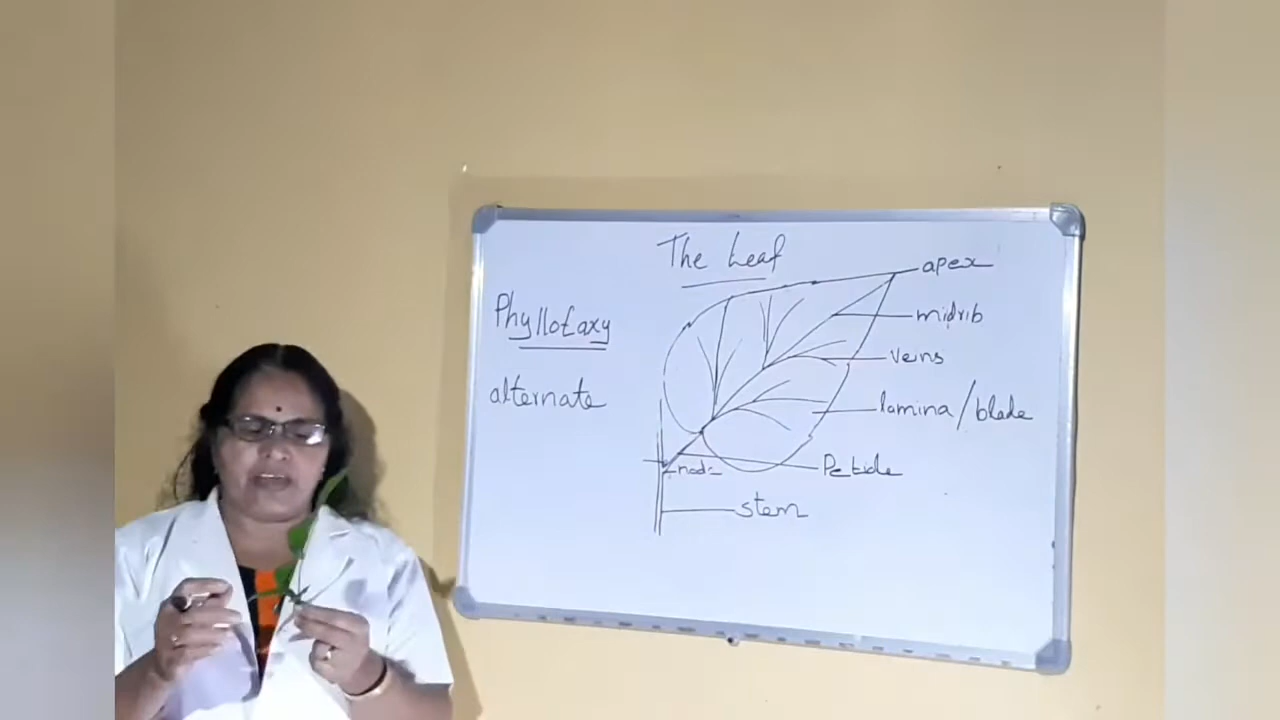 The Leaf
Phyllotaxy
alternate
apex
midrib
veins
lamina/blade
Petiole
node
stem